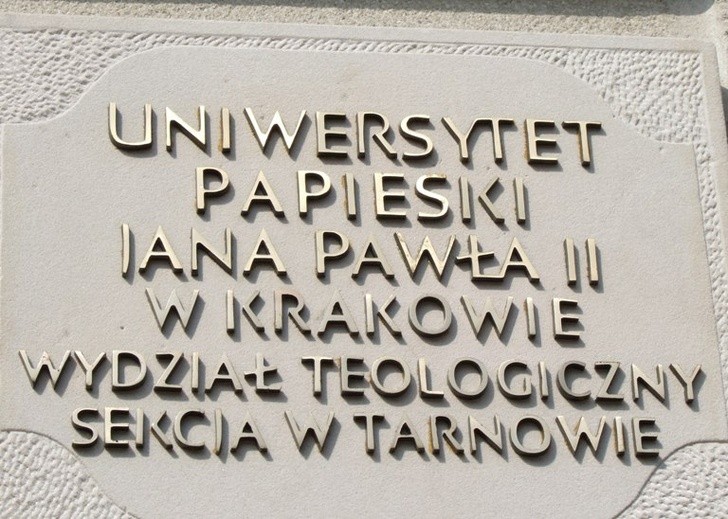 UNIWERSYTET
PAPIESKI
JANA PAWŁA II
W KRAKOWIE
WYDZIAŁ TEOLOGICZNY
SEKCJA W TARNOWIE